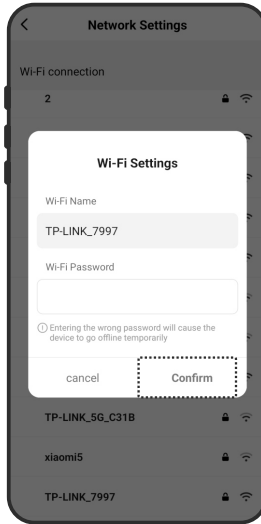 Network Settings
Wi-Fi connection
2
Wi-Fi Settings
Wi-Fi Name
TP-LINK_7997
Wi-Fi Password
Entering the wrong password will cause the
device to go offline temporarily
cancel
Confirm
TP-LINK_5G_C31B
xiaomi5
TP-LINK_7997